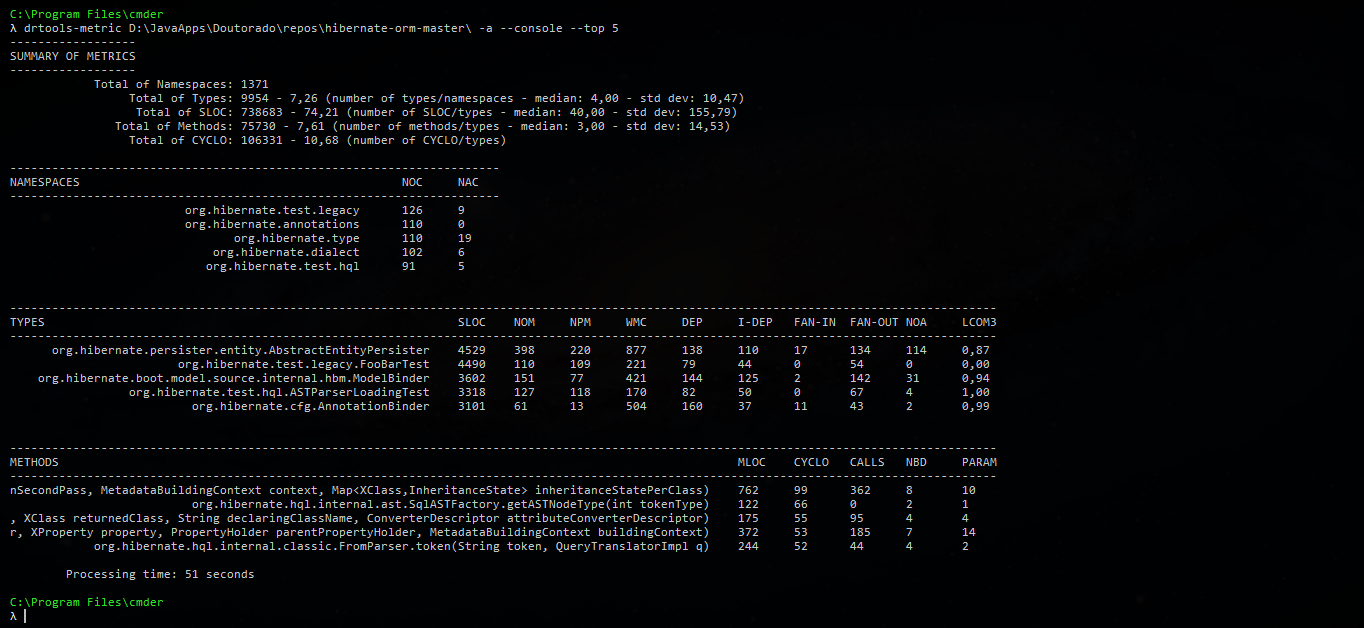 C:\Program Files\cmder
λ drtools-metric D:\JavaApps\Doutorado\repos\hibernate-orm-master\ -a --console --top 5
------------------
SUMMARY OF METRICS
------------------
Total of Namespaces: 1371
Total of Types: 9954 - 7,26 (number of types/namespaces - median: 4,00 - std dev: 10,47)
Total of SLOC: 738683 - 74,21 (number of SLOC/types - median: 40,00 - std dev: 155,79)
Total of Methods: 75730 - 7,61 (number of methods/types - median: 3,00 - std dev: 14,53)
Total of CYCLO: 106331 - 10,68 (number of CYCLO/types)
----------------------------------------------------------------------
NAMESPACES NOC NAC
----------------------------------------------------------------------
org.hibernate.test.legacy 126 9
org.hibernate.annotations 110 0
org.hibernate.type 110 19
org.hibernate.dialect 102 6
org.hibernate.test.hql 91 5
---------------------------------------------------------------------------------------------------------------------------------------------
TYPES SLOC NOM NPM WMC DEP I-DEP FAN-IN FAN-OUT NOA LCOM3
---------------------------------------------------------------------------------------------------------------------------------------------
org.hibernate.persister.entity.AbstractEntityPersister 4529 398 220 877 138 110 17 134 114 0,87
org.hibernate.test.legacy.FooBarTest 4490 110 109 221 79 44 0 54 0 0,00
org.hibernate.boot.model.source.internal.hbm.ModelBinder 3602 151 77 421 144 125 2 142 31 0,94
org.hibernate.test.hql.ASTParserLoadingTest 3318 127 118 170 82 50 0 67 4 1,00
org.hibernate.cfg.AnnotationBinder 3101 61 13 504 160 37 11 43 2 0,99
---------------------------------------------------------------------------------------------------------------------------------------------
METHODS MLOC CYCLO CALLS NBD PARAM
---------------------------------------------------------------------------------------------------------------------------------------------
nSecondPass, MetadataBuildingContext context, Map<XClass,InheritanceState> inheritanceStatePerClass) 762 99 362 8 10
org.hibernate.hql.internal.ast.SqlASTFactory.getASTNodeType(int tokenType) 122 66 0 2 1
, XClass returnedClass, String declaringClassName, ConverterDescriptor attributeConverterDescriptor) 175 55 95 4 4
r, XProperty property, PropertyHolder parentPropertyHolder, MetadataBuildingContext buildingContext) 372 53 185 7 14
org.hibernate.hql.internal.classic.FromParser.token(String token, QueryTranslatorImpl q) 244 52 44 4 2
Processing time: 51 seconds
C:\Program Files\cmder
λ